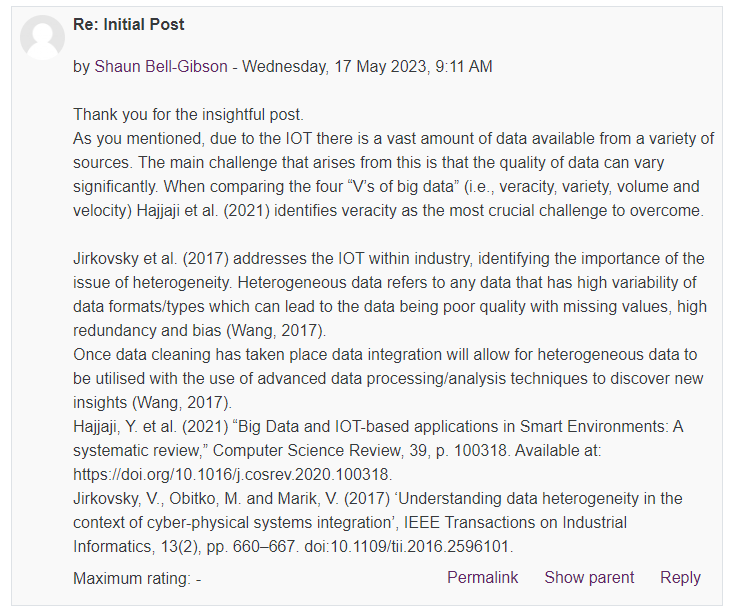 Re: Initial Post
by Shaun Bell-Gibson - Wednesday, 17 May 2023, 9:11 AM
Thank you for the insightful post.
As you mentioned, due to the IOT there is a vast amount of data available from a variety of
sources. The main challenge that arises from this is that the quality of data can vary
significantly. When comparing the four “V’s of big data” (i.e., veracity, variety, volume and
velocity) Hajjaji et al. (2021) identifies veracity as the most crucial challenge to overcome.
Jirkovsky et al. (2017) addresses the IOT within industry, identifying the importance of the
issue of heterogeneity. Heterogeneous data refers to any data that has high variability of
data formats/types which can lead to the data being poor quality with missing values, high
redundancy and bias (Wang, 2017).
Once data cleaning has taken place data integration will allow for heterogeneous data to
be utilised with the use of advanced data processing/analysis techniques to discover new
insights (Wang, 2017).
Hajjaji, Y. et al. (2021) “Big Data and IOT-based applications in Smart Environments: A
systematic review,” Computer Science Review, 39, p. 100318. Available at:
https://doi.org/10.1016/j.cosrev.2020.100318.
Jirkovsky, V., Obitko, M. and Marik, V. (2017) ‘Understanding data heterogeneity in the
context of cyber-physical systems integration’, IEEE Transactions on Industrial
Informatics, 13(2), pp. 660–667. doi:10.1109/tii.2016.2596101.
Maximum rating: - Permalink Show parent Reply